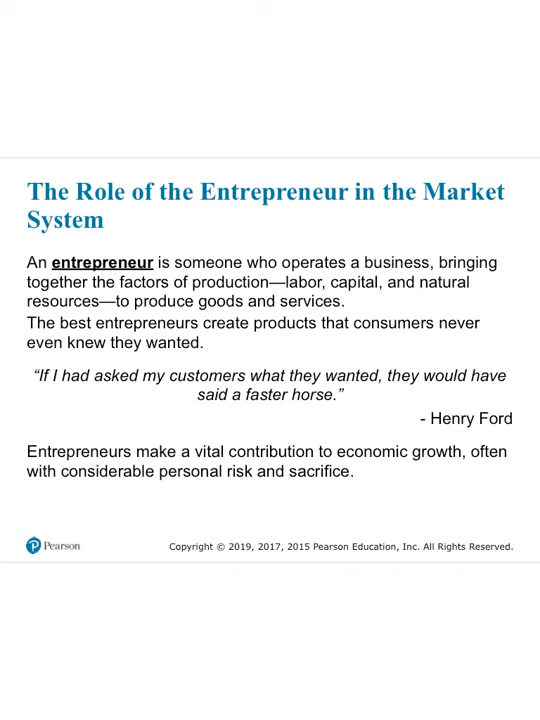 The Role of the Entrepreneur in the Market
System
An entrepreneur is someone who operates a business, bringing
together the factors of production—labor, capital, and natural
resources—to produce goods and services.
The best entrepreneurs create products that consumers never
even knew they wanted.
“If I had asked my customers what they wanted, they would have
said a faster horse.”
- Henry Ford
Entrepreneurs make a vital contribution to economic growth, often
with considerable personal risk and sacrifice.
P Pearson
Copyright © 2019, 2017, 2015 Pearson Education, Inc. All Rights Reserved.